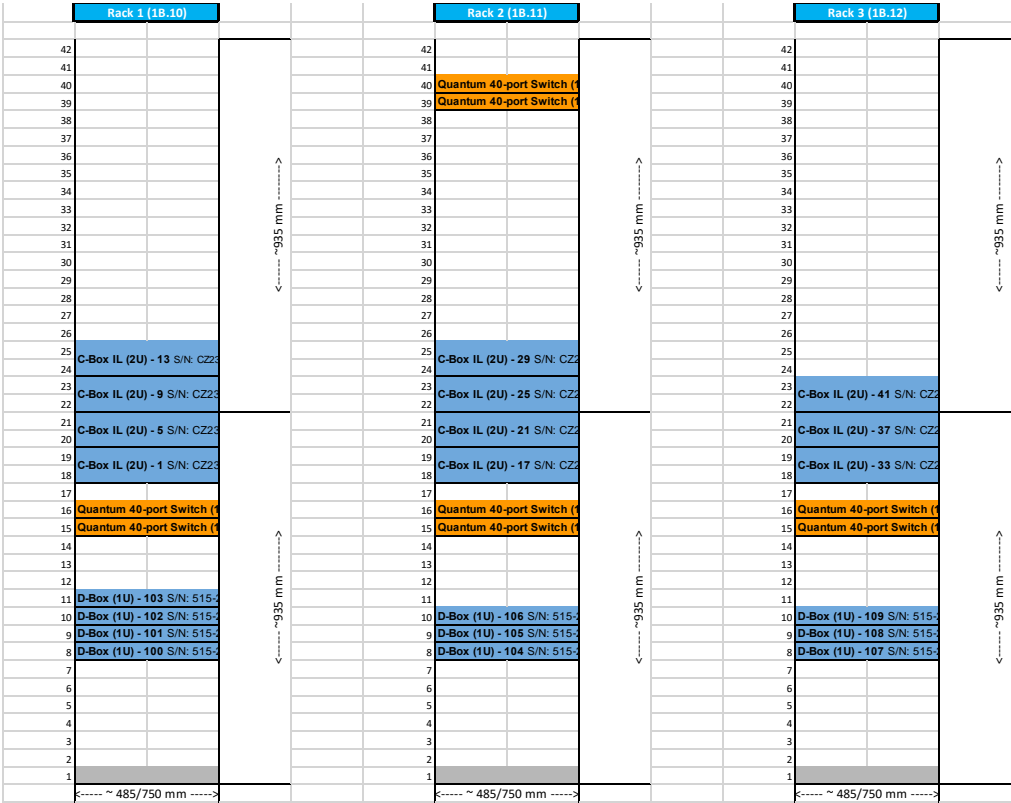 Rack 1 (1B.10) Rack 2 (1B.11) Rack 3 (1B.12)
42 42 42
41 41 41
40 40 Quantum 40-port Switch (1 40
39 39 Quantum 40-port Switch (1 39
38 38 38
37 37 37
36 36 36
35 35 35
34 34 34
33 33 33
32 32 32
31 31 31
30 30 30
29 29 29
28 28 28
27 27 27
26 26 26
25 25 25
C-Box IL (2U) - 13 S/N: CZ23 C-Box IL (2U) - 29 S/N: CZ2
24 24 24
23 23 23
C-Box IL (2U) - 9 S/N: CZ23 C-Box IL (2U) - 25 S/N: CZ2 C-Box IL (2U) - 41 S/N: CZ2
22 22 22
21 21 21
C-Box IL (2U) - 5 S/N: CZ23 C-Box IL (2U) - 21 S/N: CZ2 C-Box IL (2U) - 37 S/N: CZ2
20 20 20
19 19 19
C-Box IL (2U) - 1 S/N: CZ23 C-Box IL (2U) - 17 S/N: CZ2 C-Box IL (2U) - 33 S/N: CZ2
18 18 18
17 17 17
16 Quantum 40-port Switch (1 16 Quantum 40-port Switch (1 16 Quantum 40-port Switch (1
15 Quantum 40-port Switch (1 15 Quantum 40-port Switch (1 15 Quantum 40-port Switch (1
14 14 14
13 13 13
12 12 12
11 D-Box (1U) - 103 S/N: 515-2 11 11
10 D-Box (1U) - 102 S/N: 515-2 10 D-Box (1U) - 106 S/N: 515-2 10 D-Box (1U) - 109 S/N: 515-2
9 D-Box (1U) - 101 S/N: 515-2 9 D-Box (1U) - 105 S/N: 515-2 9 D-Box (1U) - 108 S/N: 515-2
8 D-Box (1U) - 100 S/N: 515-2 8 D-Box (1U) - 104 S/N: 515-2 8 D-Box (1U) - 107 S/N: 515-2
7 7 7
6 6 6
5 5 5
4 4 4
3 3 3
2 2 2
1 1 1
<----- ~ 485/750 mm -----> <----- ~ 485/750 mm -----> <----- ~ 485/750 mm ----->
<------ ~935 mm -------->
<------ ~935 mm -------->
<------ ~935 mm -------->
<------ ~935 mm -------->
<------ ~935 mm -------->
<------ ~935 mm -------->